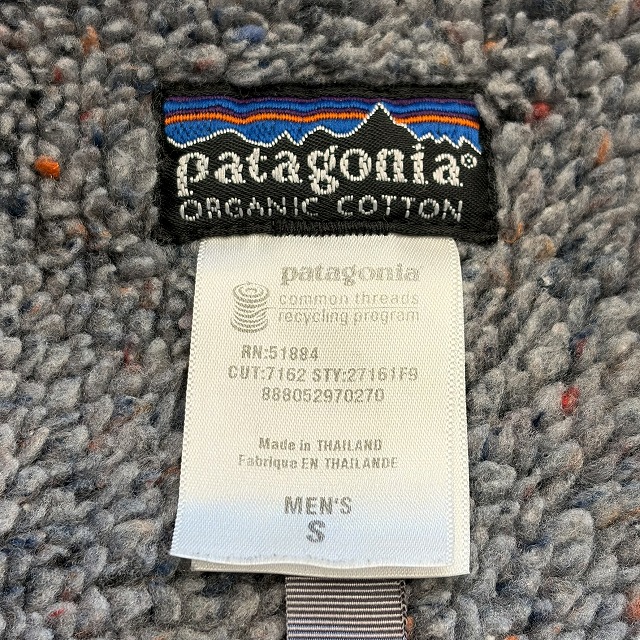 patagonia®
ORGANIC COTTON
patagonia®
common threads
recycling program
RN:51884
CUT:7162 STY:27161F9
888052970270
Made in THAILAND
Fabriqué EN THAILANDE
MEN'S
S